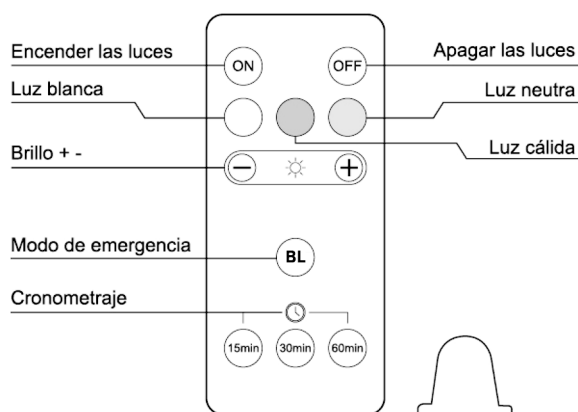 Encender las luces
ON
OFF
Apagar las luces
Luz blanca
Luz neutra
Luz cálida
Brillo + -
Modo de emergencia
BL
Cronometraje
15min
30min
60min